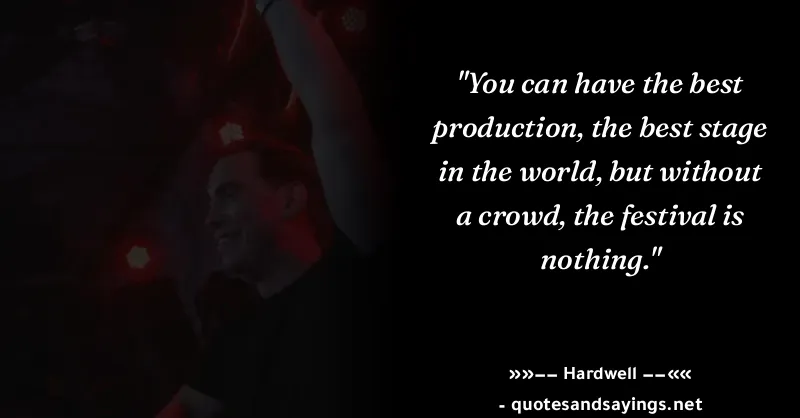 "You can have the best
production, the best stage
in the world, but without
a crowd, the festival is
nothing."
»»−− Hardwell −−««
- quotesandsayings.net